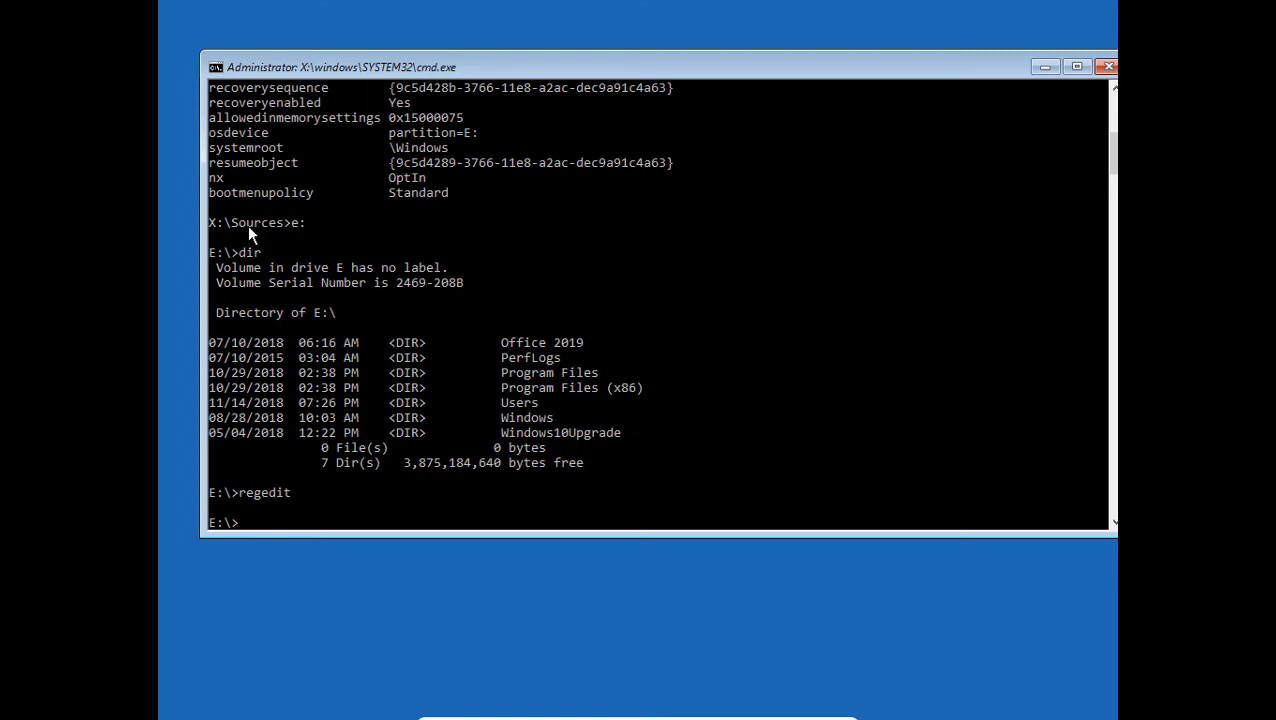 Administrator: X:\windows\SYSTEM32\cmd.exe
recoverysequence        {9c5d428b-3766-11e8-a2ac-dec9a91c4a63}
recoveryenabled         Yes
allowedinmemorysettings 0x15000075
osdevice                partition=E:
systemroot              \Windows
resumeobject            {9c5d4289-3766-11e8-a2ac-dec9a91c4a63}
nx                      OptIn
bootmenupolicy          Standard
X:\Sources>e:
E:\>dir
Volume in drive E has no label.
Volume Serial Number is 2469-208B
Directory of E:\
07/10/2018  06:16 AM    <DIR>          Office 2019
07/10/2015  03:04 AM    <DIR>          PerfLogs
10/29/2018  02:38 PM    <DIR>          Program Files
10/29/2018  02:38 PM    <DIR>          Program Files (x86)
11/14/2018  07:26 PM    <DIR>          Users
08/28/2018  10:03 AM    <DIR>          Windows
05/04/2018  12:22 PM    <DIR>          Windows10Upgrade
0 File(s)              0 bytes
7 Dir(s)   3,875,184,640 bytes free
E:\>regedit
E:\>